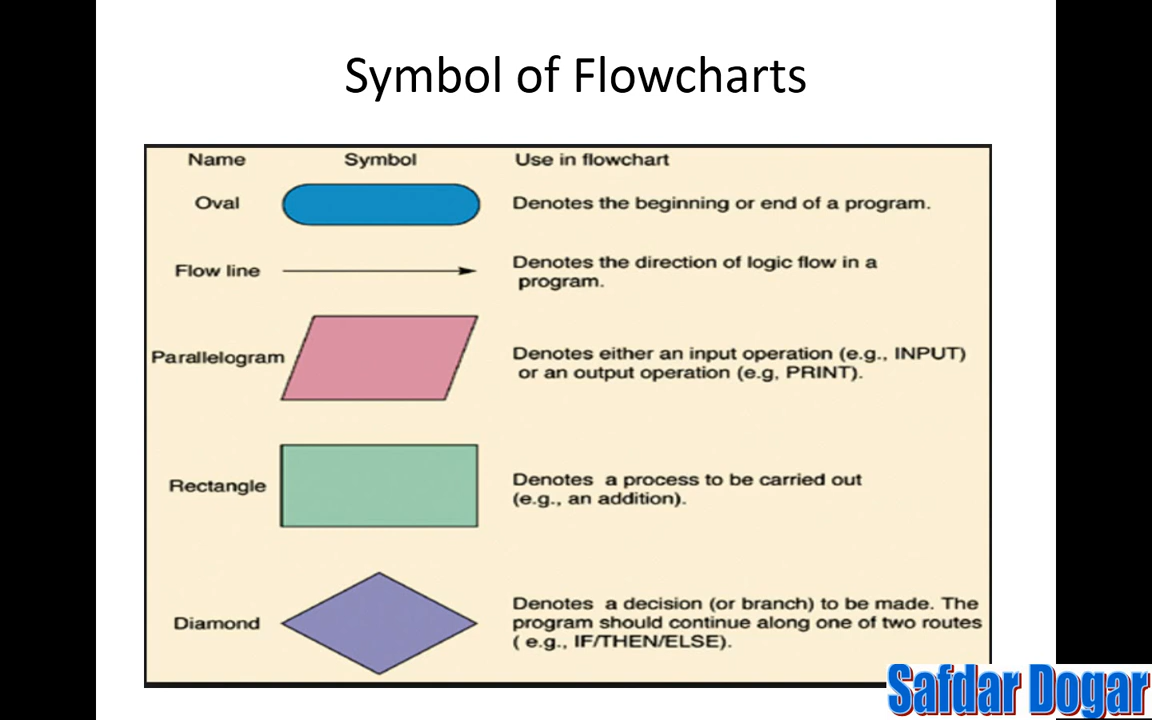 Symbol of Flowcharts
Name Symbol Use in flowchart
Oval Denotes the beginning or end of a program.
Flow line Denotes the direction of logic flow in a
program.
Parallelogram Denotes either an input operation (e.g., INPUT)
or an output operation (e.g, PRINT).
Rectangle Denotes a process to be carried out
(e.g., an addition).
Diamond Denotes a decision (or branch) to be made. The
program should continue along one of two routes
( e.g., IF/THEN/ELSE).
Safdar Dogar